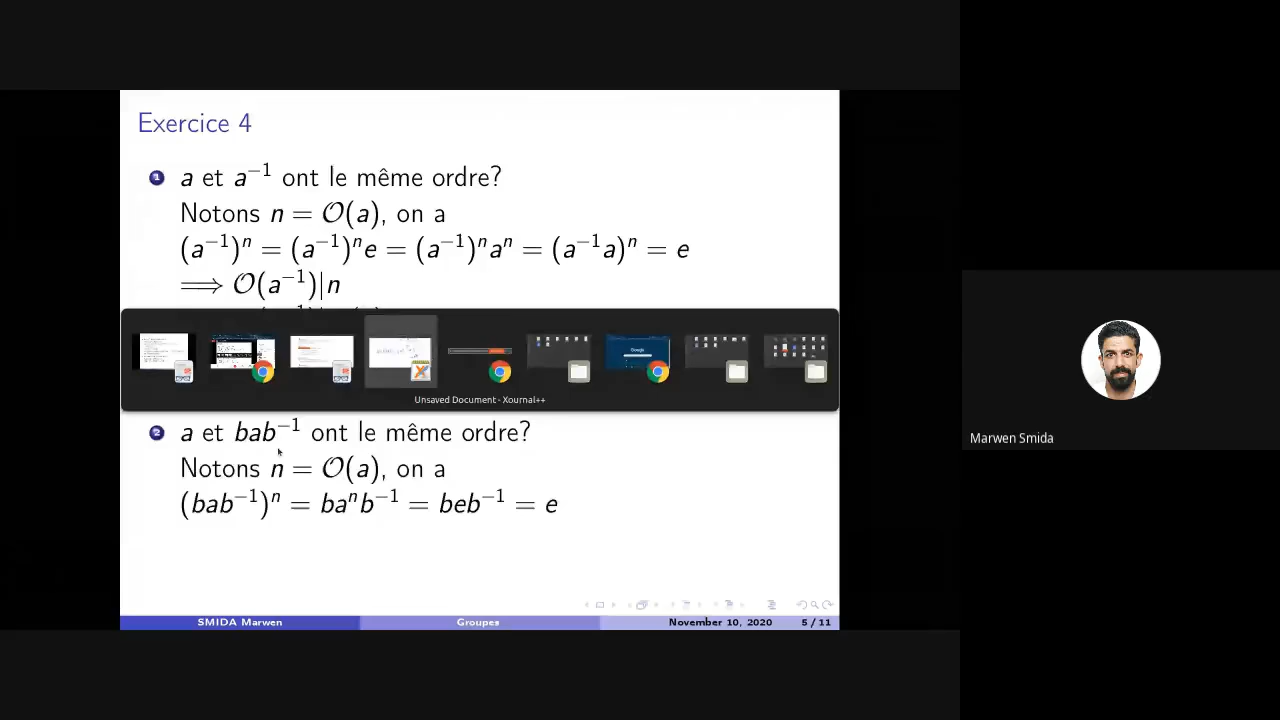 Exercice 4
1 a et a⁻¹ ont le même ordre?
Notons n = 𝒪(a), on a
(a⁻¹)ⁿ = (a⁻¹)ⁿe = (a⁻¹)ⁿaⁿ = (a⁻¹a)ⁿ = e
⟹ 𝒪(a⁻¹)|n
Unsaved Document - Xournal++
2 a et bab⁻¹ ont le même ordre?
Notons n = 𝒪(a), on a
(bab⁻¹)ⁿ = baⁿb⁻¹ = beb⁻¹ = e
SMIDA Marwen Groupes November 10, 2020 5 / 11
Marwen Smida